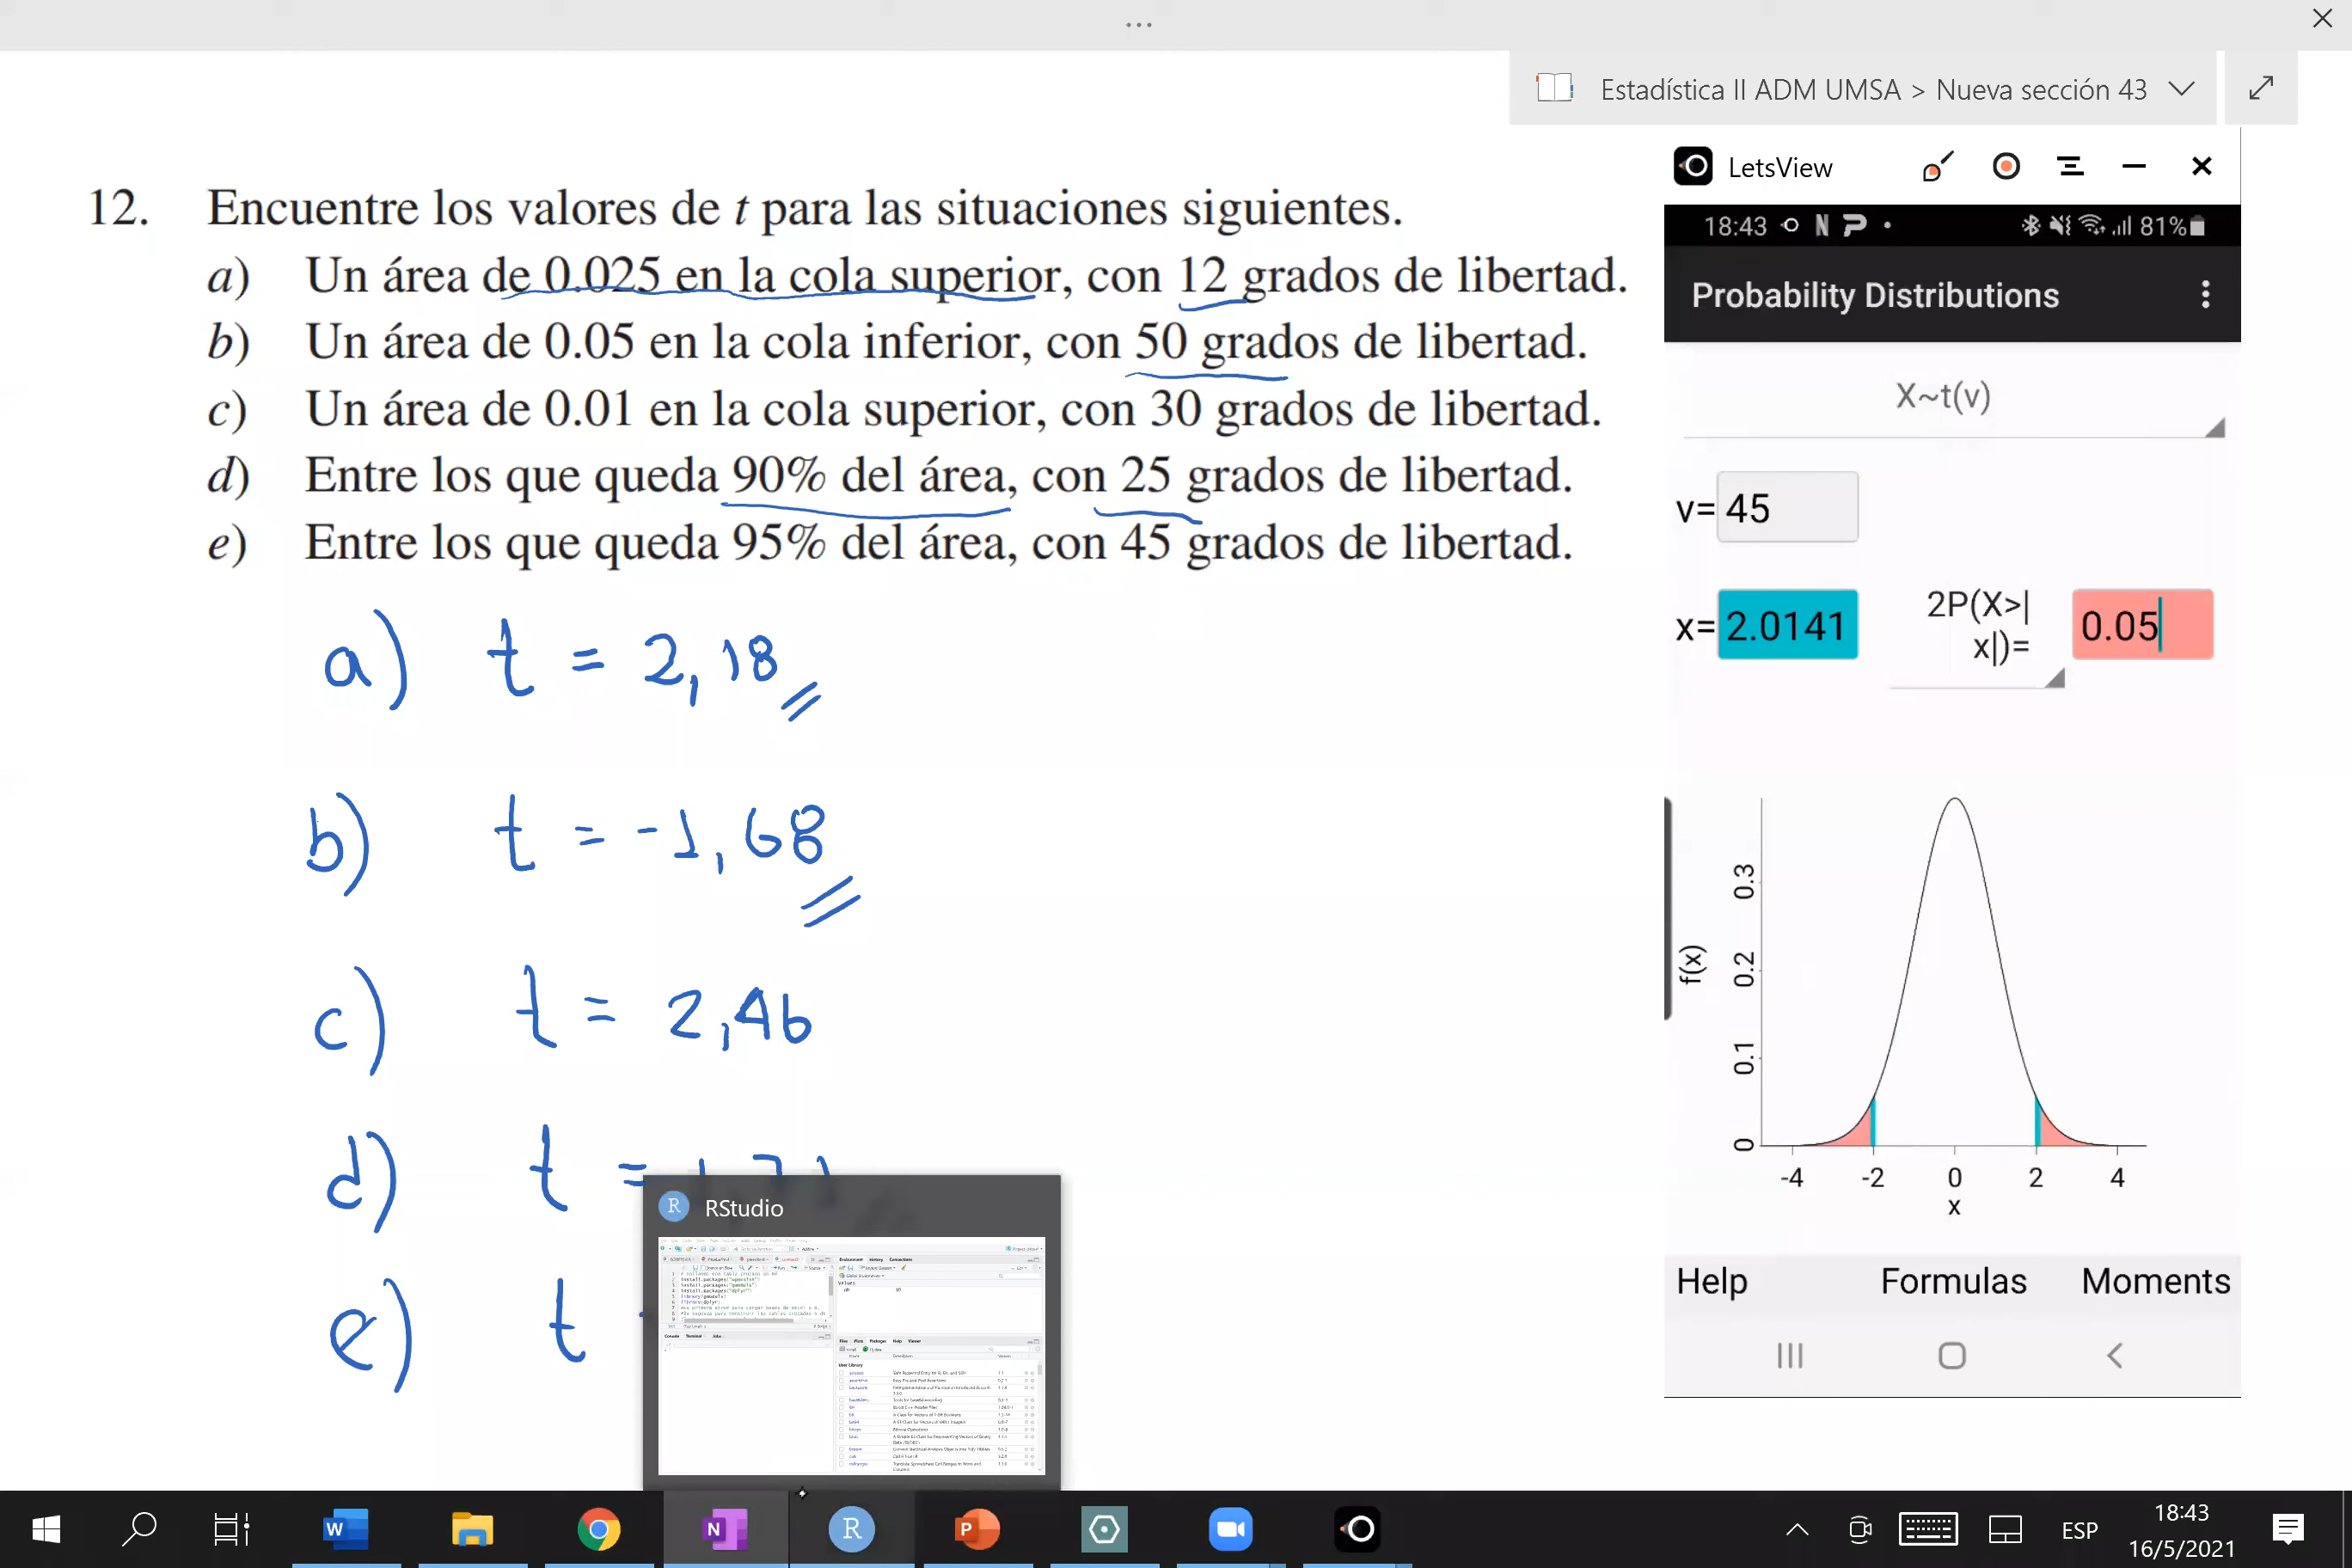 Estadística II ADM UMSA > Nueva sección 43
12. Encuentre los valores de t para las situaciones siguientes.
a) Un área de 0.025 en la cola superior, con 12 grados de libertad.
b) Un área de 0.05 en la cola inferior, con 50 grados de libertad.
c) Un área de 0.01 en la cola superior, con 30 grados de libertad.
d) Entre los que queda 90% del área, con 25 grados de libertad.
e) Entre los que queda 95% del área, con 45 grados de libertad.
a) t = 2,18
b) t = -1,68
c) t = 2,46
d) t = 1,71
e) t
RStudio
LetsView
18:43 N 81%
Probability Distributions
X~t(v)
v= 45
x= 2.0141 2P(X>|x|)= 0.05
f(x)
0.3
0.2
0.1
0
-4 -2 0 2 4
x
Help Formulas Moments
W N R P
ESP
18:43
16/5/2021